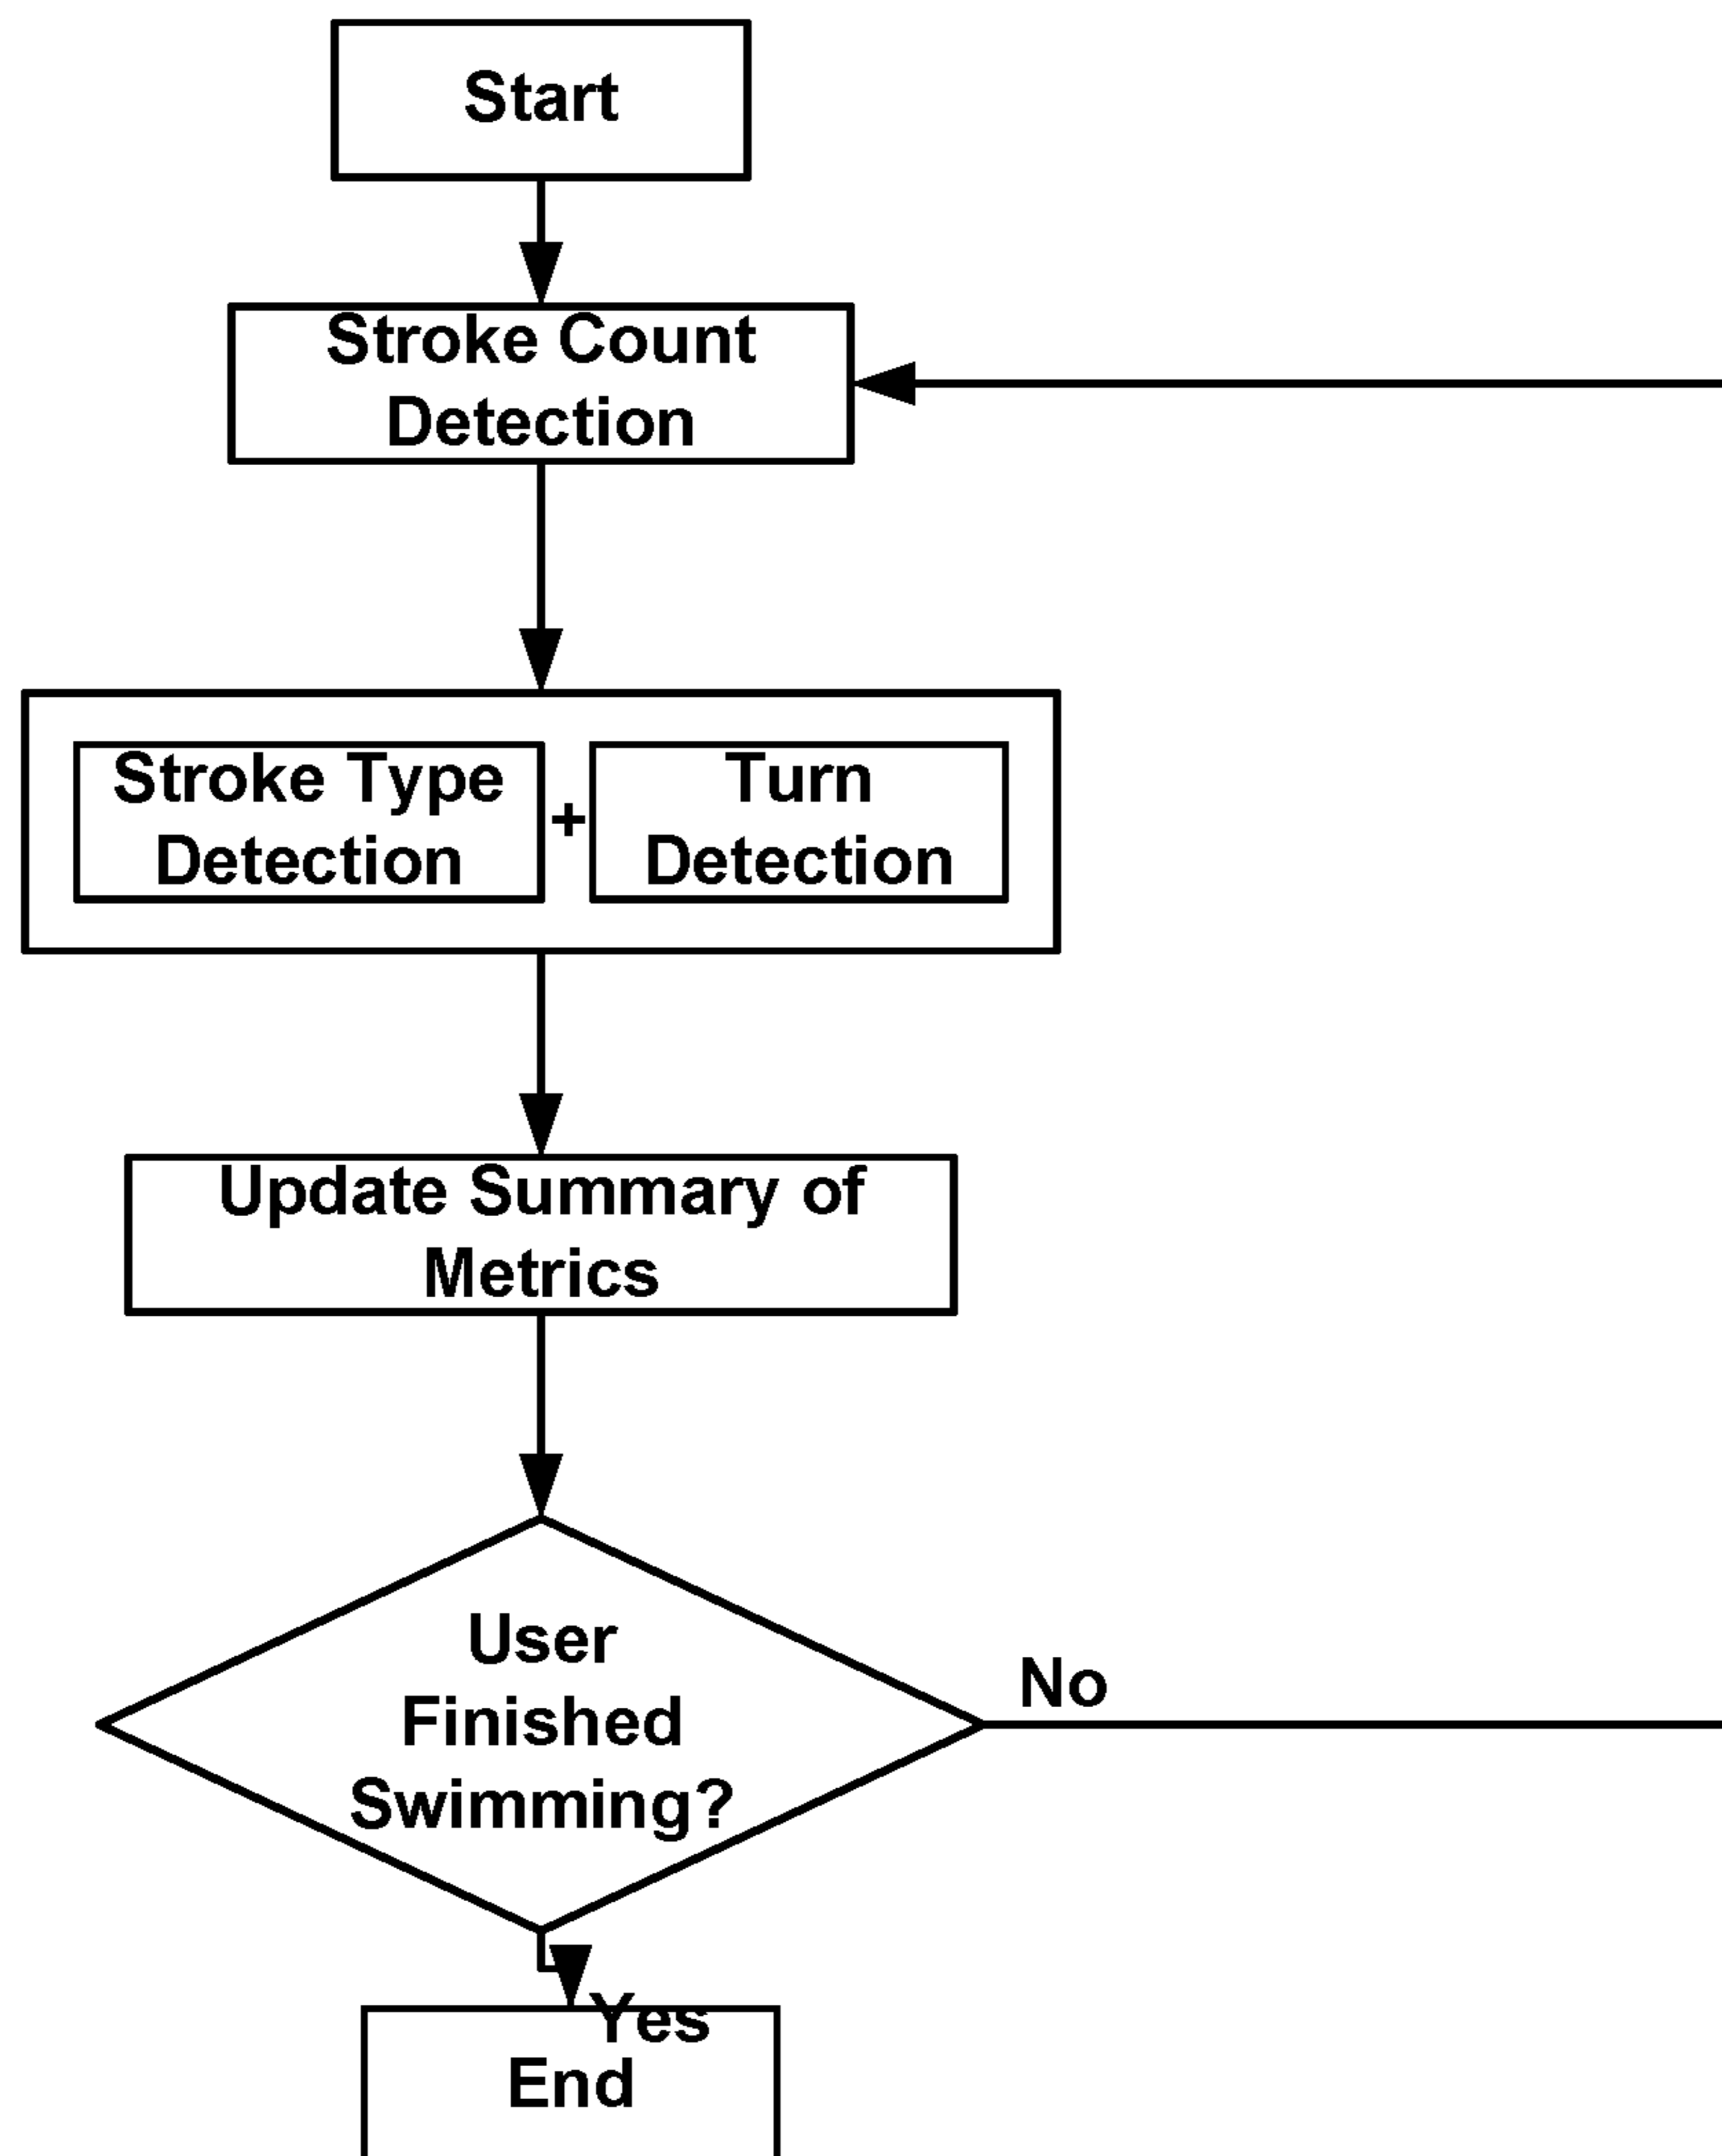 Start
Stroke Count
Detection
Stroke Type
Detection
+
Turn
Detection
Update Summary of
Metrics
User
Finished
Swimming?
No
Yes
End